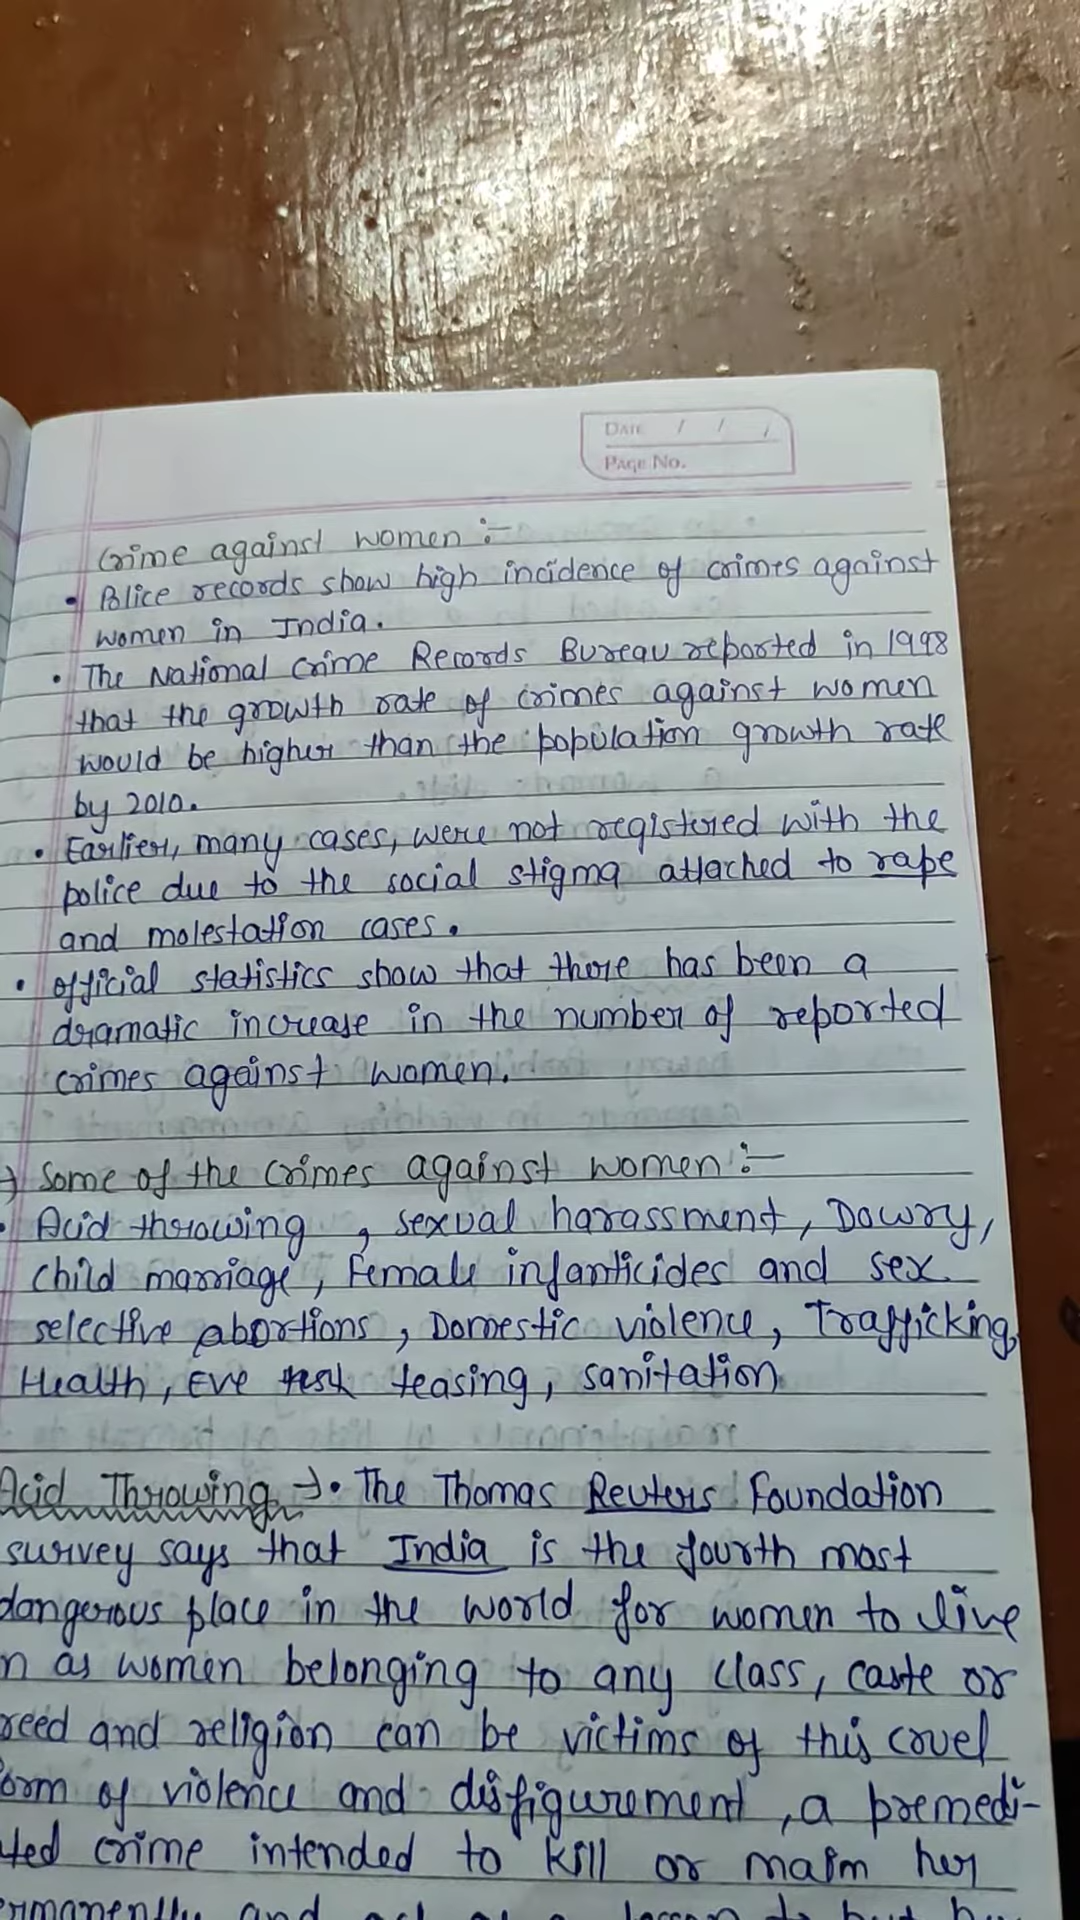 DATE / / /
PAGE NO.
Crime against women :-
• Police records show high incidence of crimes against
women in India.
• The National Crime Records Bureau reported in 1998
that the growth rate of crimes against women
would be higher than the population growth rate
by 2010.
• Earlier, many cases, were not registered with the
police due to the social stigma attached to rape
and molestation cases.
• official statistics show that there has been a
dramatic increase in the number of reported
crimes against women.
→ Some of the crimes against women :-
• Acid throwing, sexual harassment, Dowry,
child marriage, Female infanticides and sex
selective abortions, Domestic violence, Trafficking,
Health, Eve teasing, sanitation
Acid Throwing → • The Thomas Reuters Foundation
survey says that India is the fourth most
dangerous place in the world for women to live
n as women belonging to any class, caste or
reed and religion can be victims of this cruel
orm of violence and disfigurement, a premedi-
ted crime intended to kill or maim her